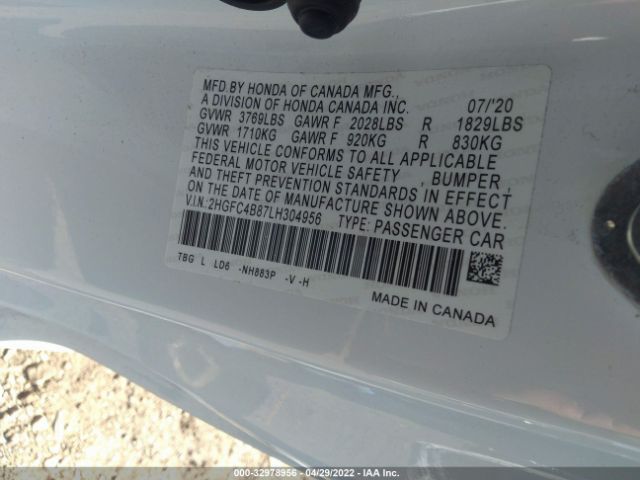 MFD BY HONDA OF CANADA MFG.,
A DIVISION OF HONDA CANADA INC. 07/'20
GVWR 3769LBS GAWR F 2028LBS R 1829LBS
GVWR 1710KG GAWR F 920KG R 830KG
THIS VEHICLE CONFORMS TO ALL APPLICABLE
FEDERAL MOTOR VEHICLE SAFETY , BUMPER ,
AND THEFT PREVENTION STANDARDS IN EFFECT
ON THE DATE OF MANUFACTURE SHOWN ABOVE.
V.I.N.:2HGFC4B87LH304956 TYPE: PASSENGER CAR
TBG L LD6 -NH883P -V -H
MADE IN CANADA
000-32978956 - 04/29/2022 - IAA Inc.